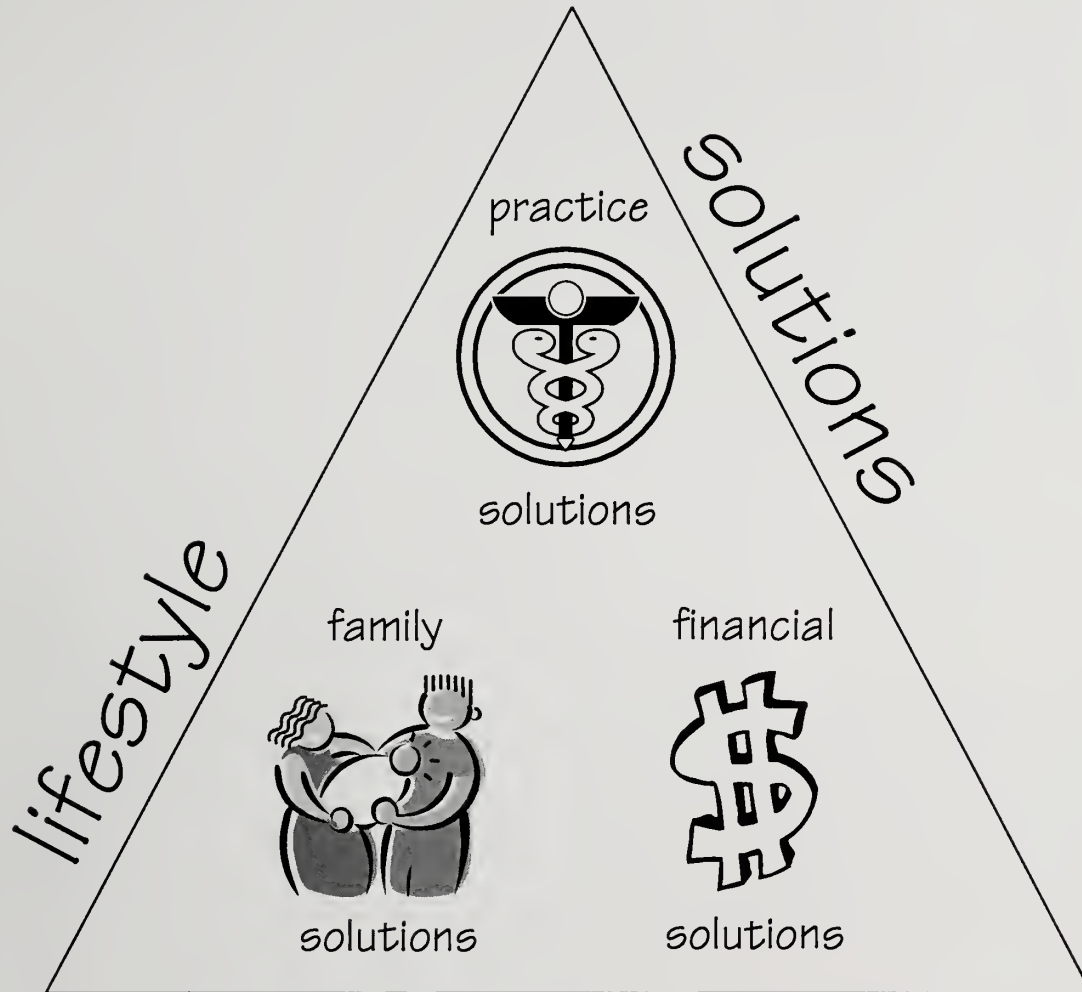 lifestyle
solutions
practice
solutions
family
solutions
financial
solutions